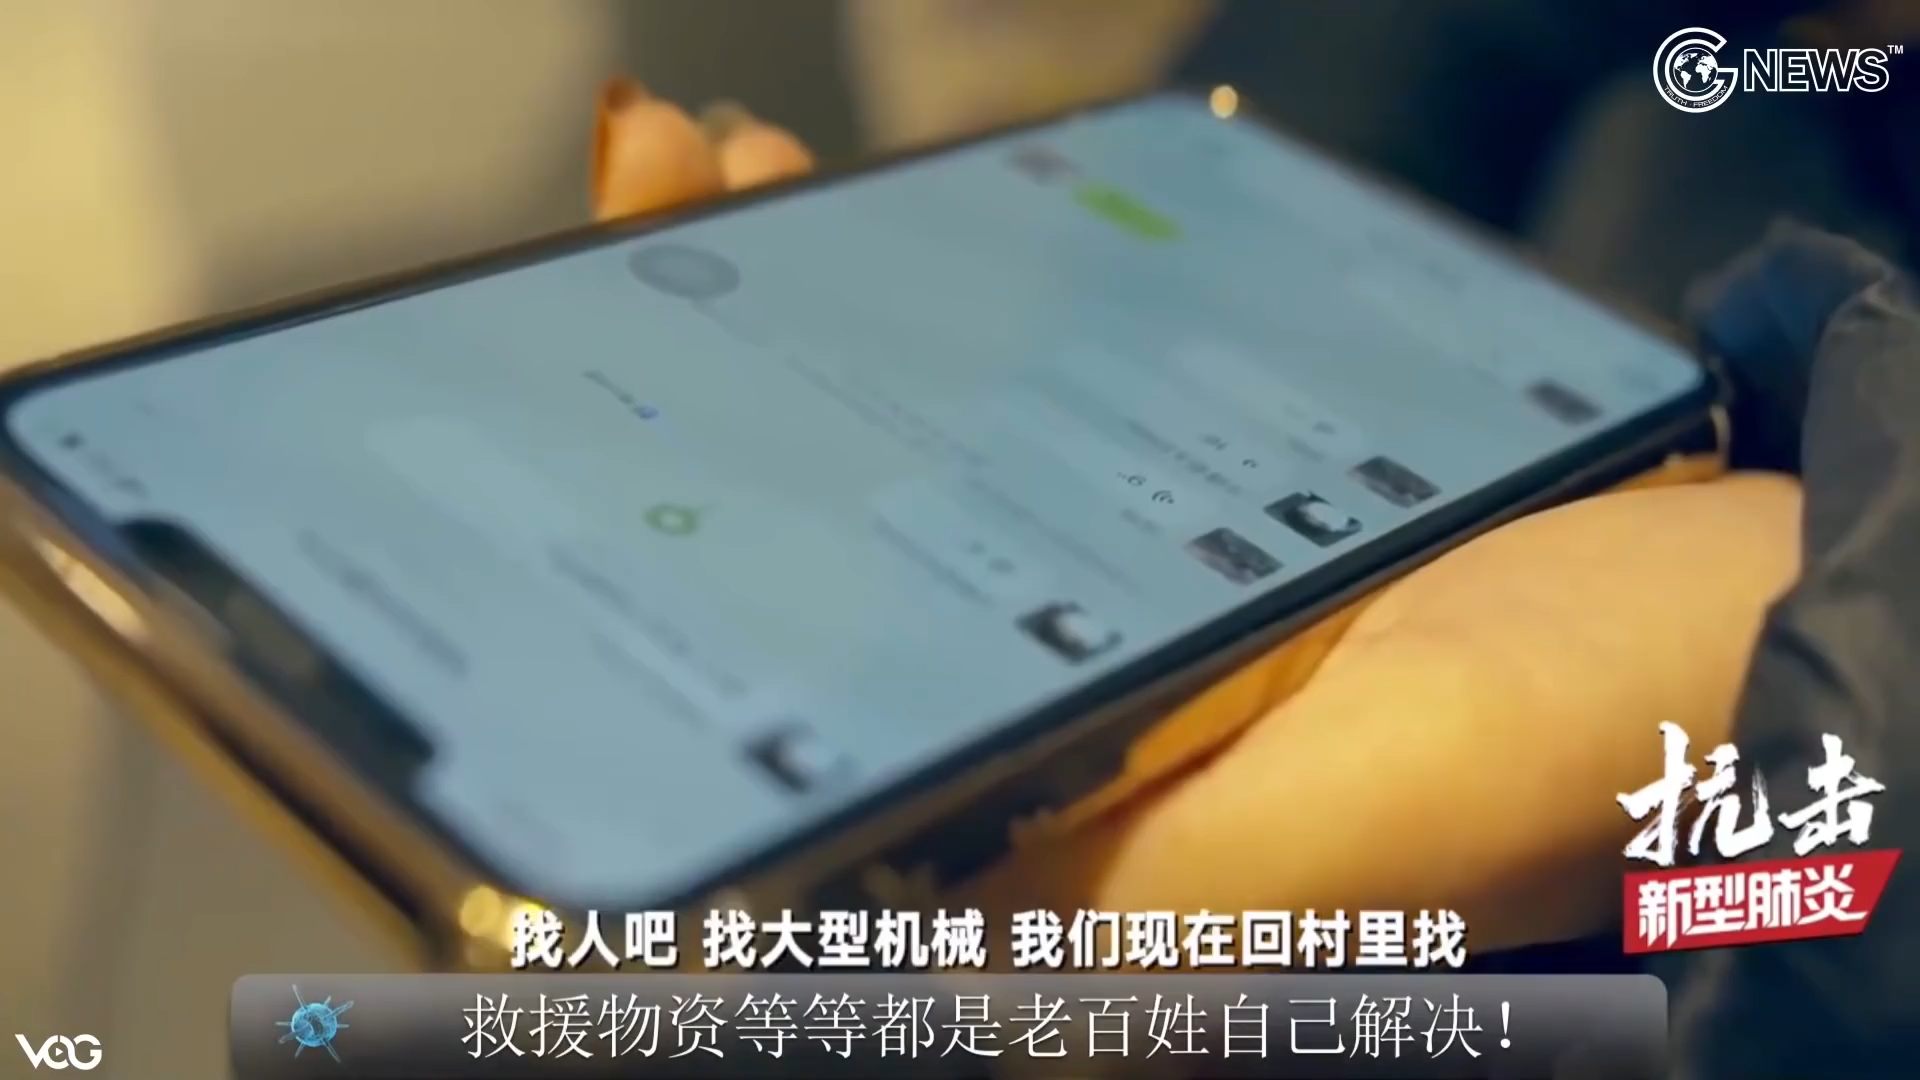 NEWS™
TRUTH · FREEDOM
抗击
新型肺炎
找人吧 找大型机械 我们现在回村里找
救援物资等等都是老百姓自己解决！
VOG